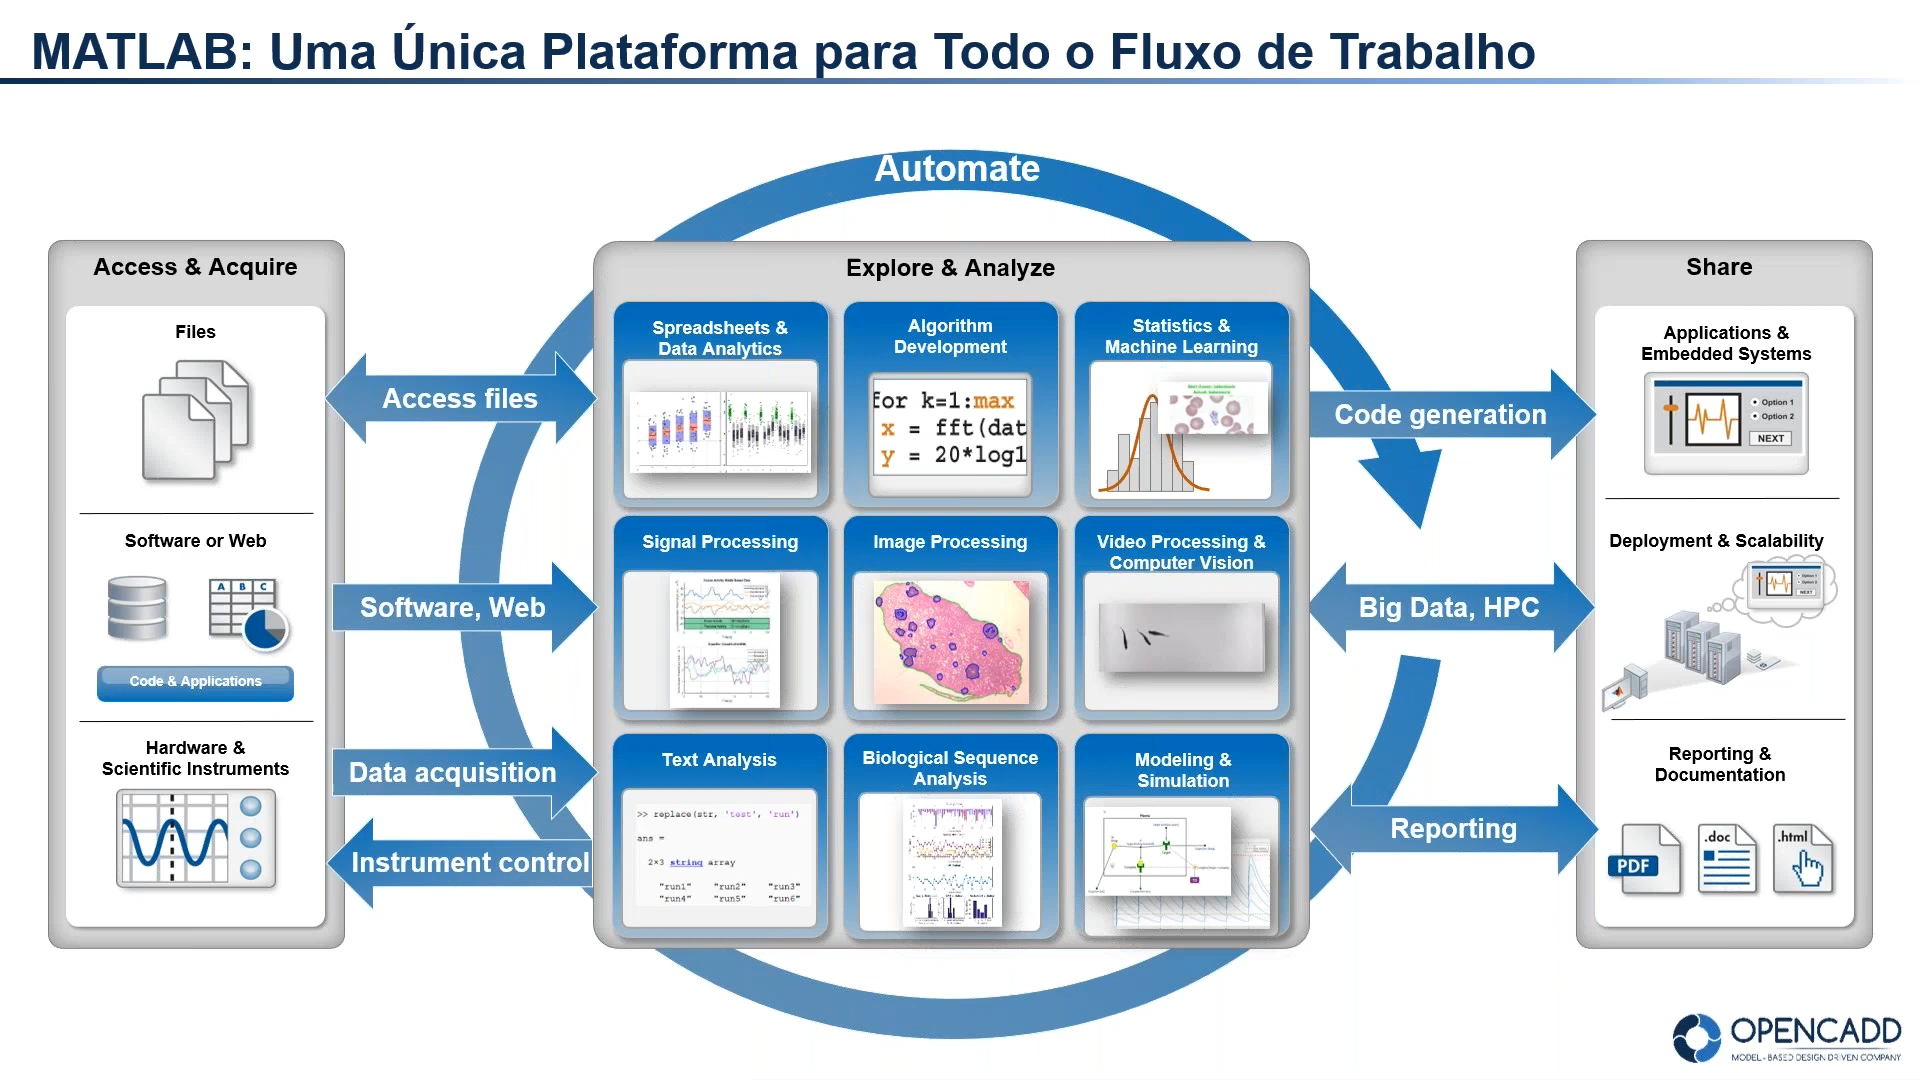 MATLAB: Uma Única Plataforma para Todo o Fluxo de Trabalho
Automate
Access & Acquire
Files
Software or Web
A B C
Code & Applications
Hardware &
Scientific Instruments
Access files
Software, Web
Data acquisition
Instrument control
Explore & Analyze
Spreadsheets &
Data Analytics
Algorithm
Development
for k=1:max
x = fft(dat
y = 20*log1
Statistics &
Machine Learning
Signal Processing
Image Processing
Video Processing &
Computer Vision
Text Analysis
>> replace(str, 'test', 'run')
ans =
2×3 string array
"run1" "run2" "run3"
"run4" "run5" "run6"
Biological Sequence
Analysis
Modeling &
Simulation
Code generation
Big Data, HPC
Reporting
Share
Applications &
Embedded Systems
Option 1
Option 2
NEXT
Deployment & Scalability
Option 1
Option 2
NEXT
Reporting &
Documentation
PDF
.doc
.html
OPENCADD
MODEL-BASED DESIGN DRIVEN COMPANY